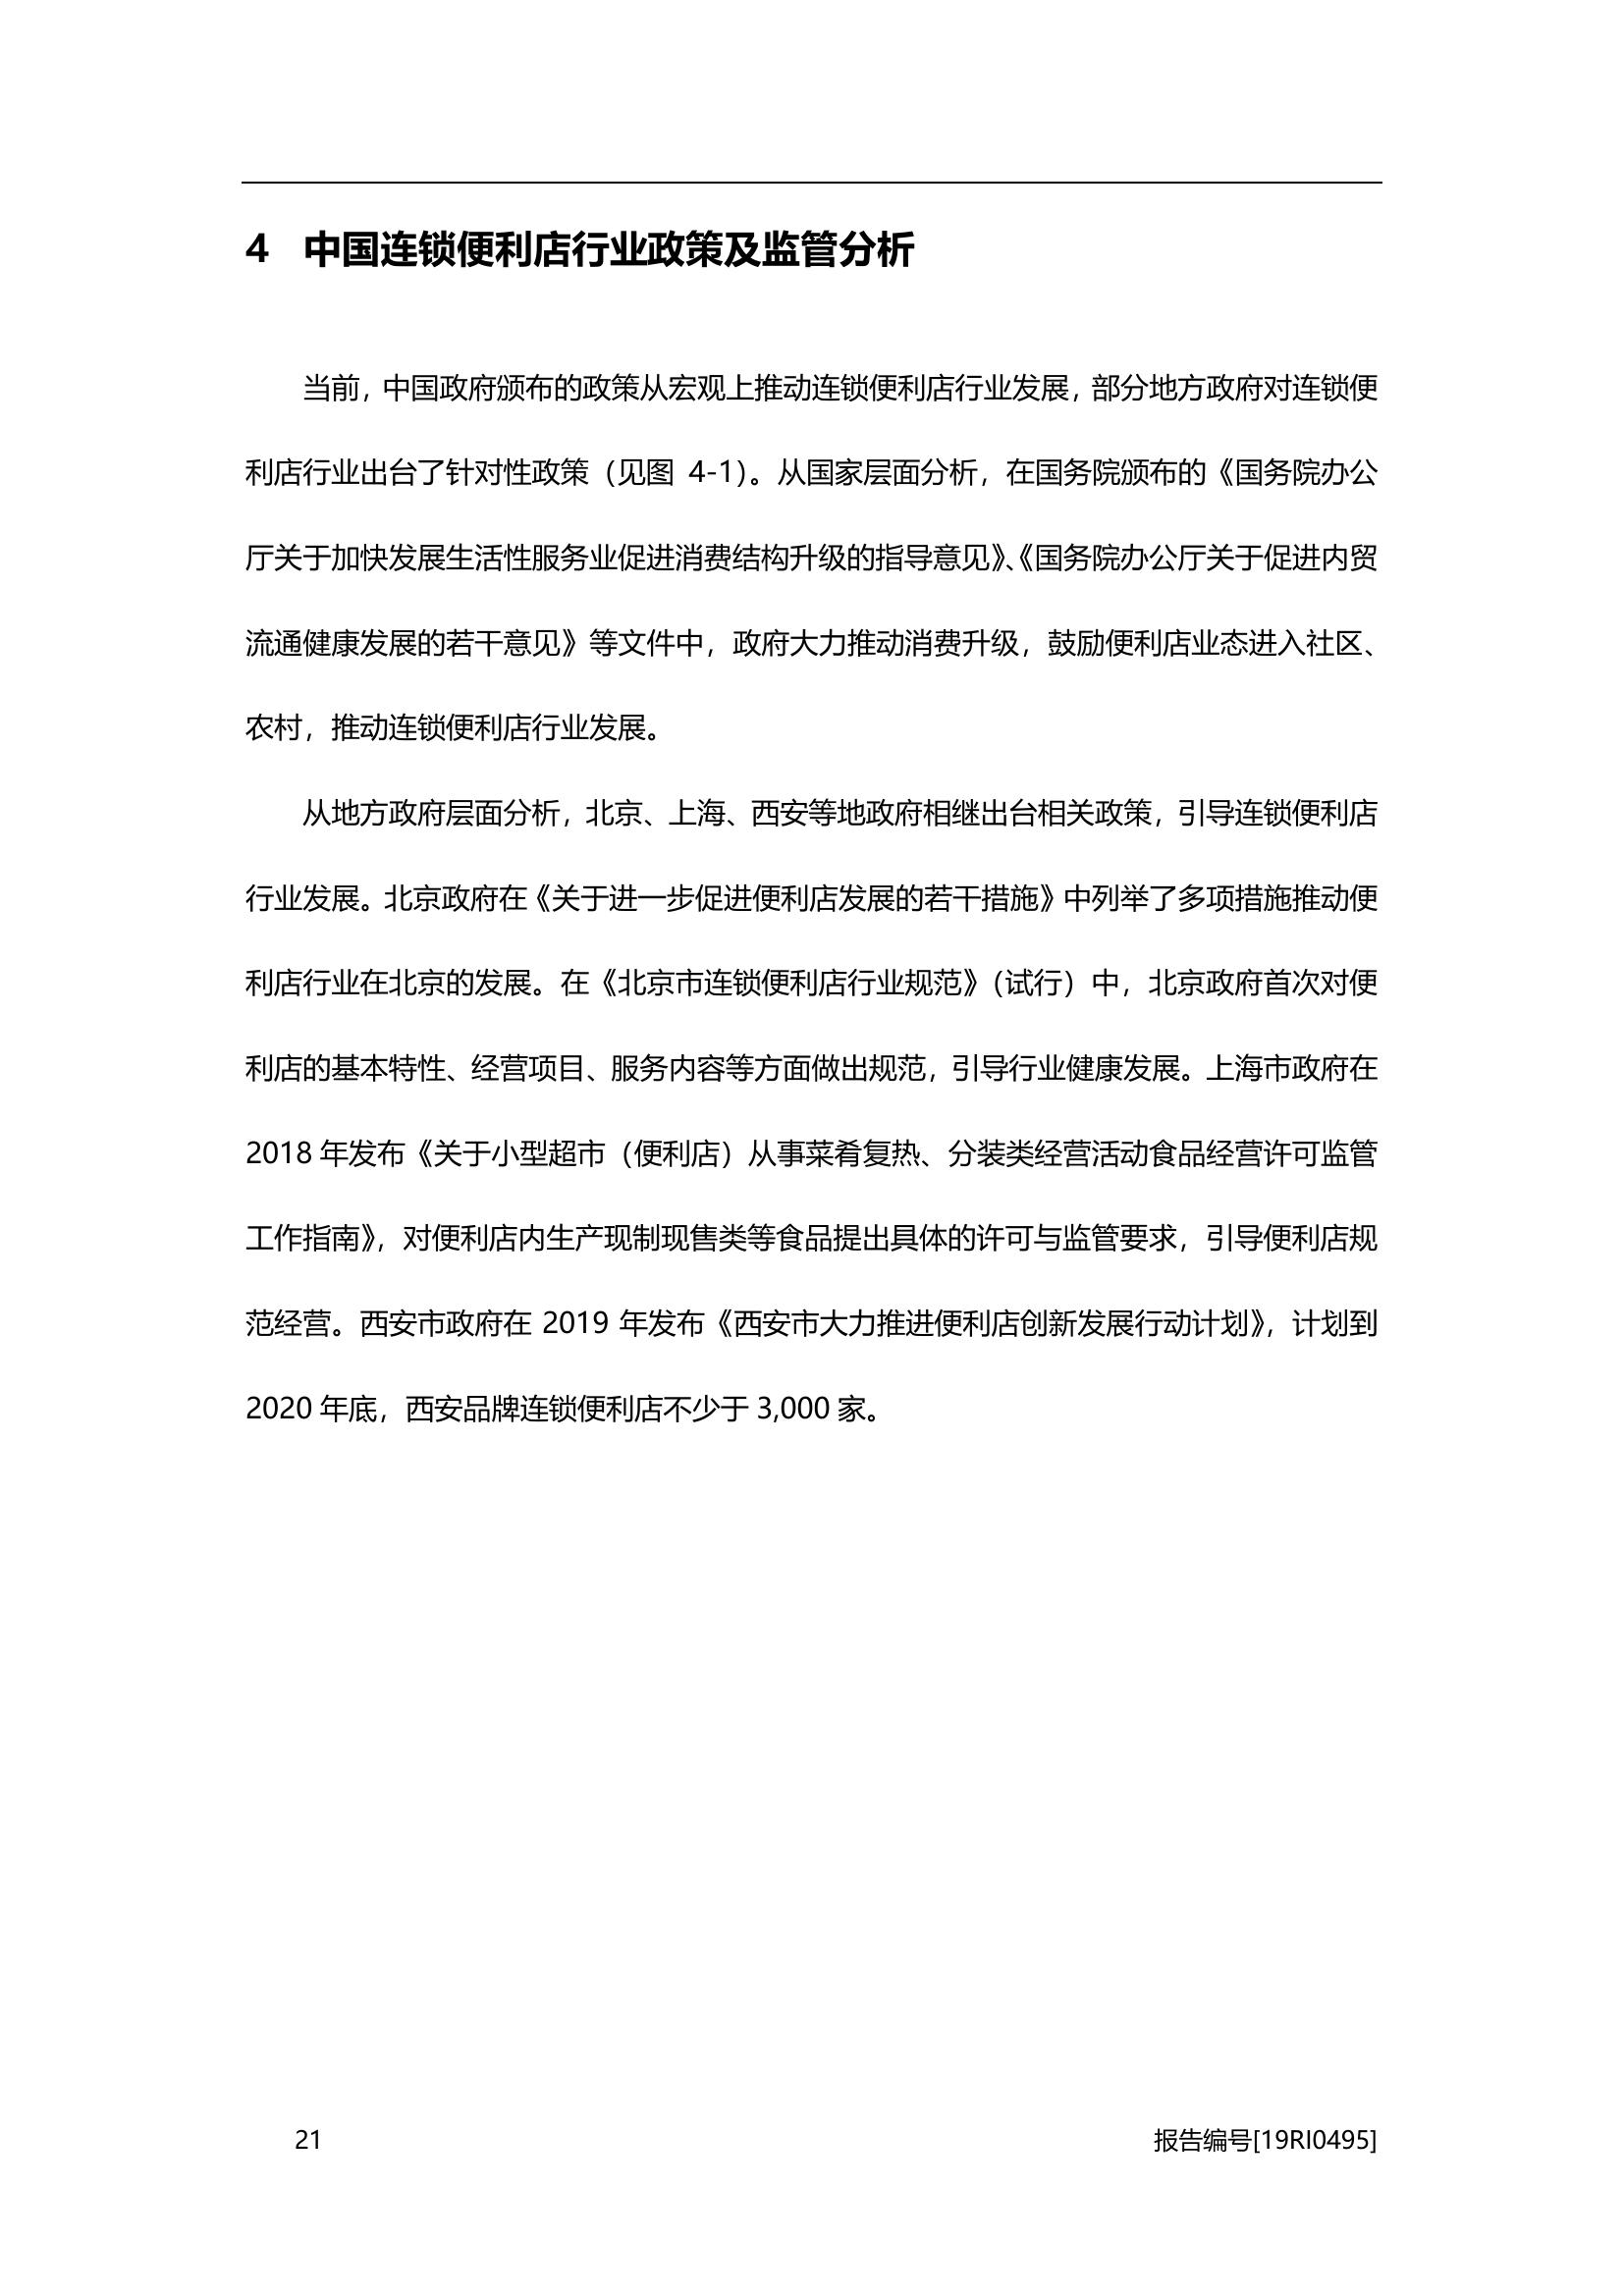 4 中国连锁便利店行业政策及监管分析
当前，中国政府颁布的政策从宏观上推动连锁便利店行业发展，部分地方政府对连锁便
利店行业出台了针对性政策（见图 4-1）。从国家层面分析，在国务院颁布的《国务院办公
厅关于加快发展生活性服务业促进消费结构升级的指导意见》、《国务院办公厅关于促进内贸
流通健康发展的若干意见》等文件中，政府大力推动消费升级，鼓励便利店业态进入社区、
农村，推动连锁便利店行业发展。
从地方政府层面分析，北京、上海、西安等地政府相继出台相关政策，引导连锁便利店
行业发展。北京政府在《关于进一步促进便利店发展的若干措施》中列举了多项措施推动便
利店行业在北京的发展。在《北京市连锁便利店行业规范》（试行）中，北京政府首次对便
利店的基本特性、经营项目、服务内容等方面做出规范，引导行业健康发展。上海市政府在
2018 年发布《关于小型超市（便利店）从事菜肴复热、分装类经营活动食品经营许可监管
工作指南》，对便利店内生产现制现售类等食品提出具体的许可与监管要求，引导便利店规
范经营。西安市政府在 2019 年发布《西安市大力推进便利店创新发展行动计划》，计划到
2020 年底，西安品牌连锁便利店不少于 3,000 家。
21 报告编号[19RI0495]